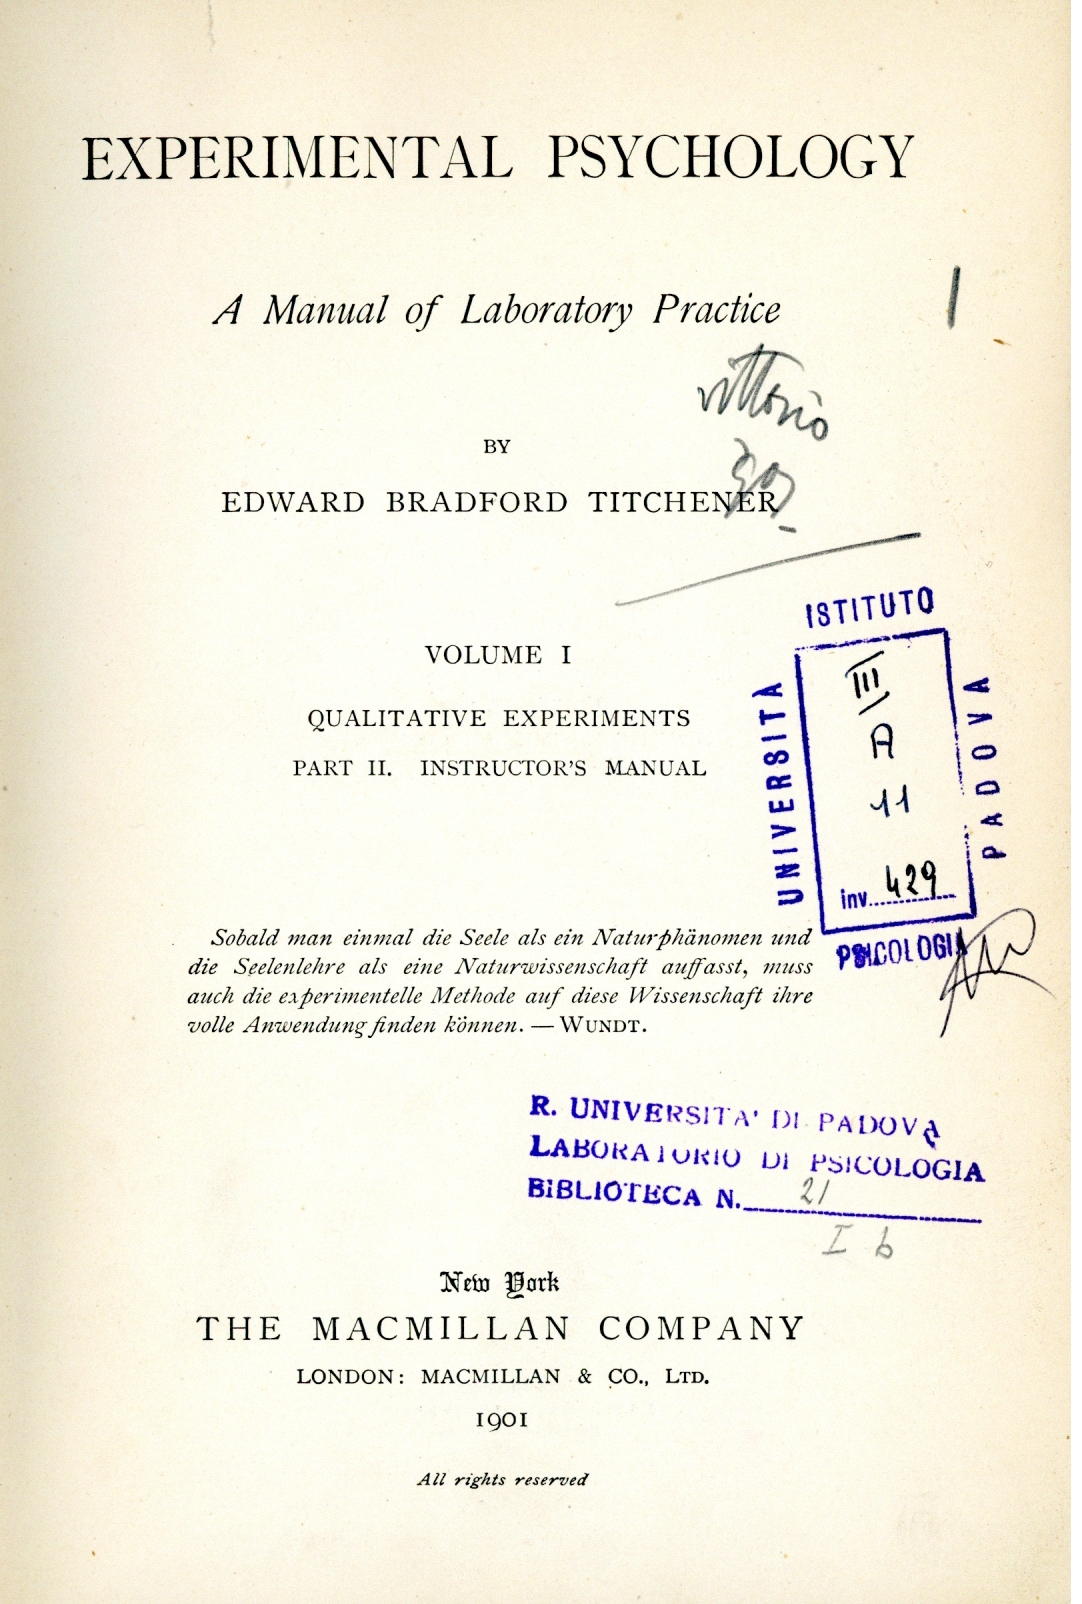 EXPERIMENTAL PSYCHOLOGY
A Manual of Laboratory Practice
vittorio
BY
EDWARD BRADFORD TITCHENER
VOLUME I
QUALITATIVE EXPERIMENTS
PART II. INSTRUCTOR'S MANUAL
ISTITUTO
UNIVERSITÀ
PADOVA
III
A
11
inv. 429
PSICOLOGIA
Sobald man einmal die Seele als ein Naturphänomen und
die Seelenlehre als eine Naturwissenschaft auffasst, muss
auch die experimentelle Methode auf diese Wissenschaft ihre
volle Anwendung finden können. — WUNDT.
R. UNIVERSITA' DI PADOVA
LABORATORIO DI PSICOLOGIA
BIBLIOTECA N. 21
I b
New York
THE MACMILLAN COMPANY
LONDON: MACMILLAN & CO., LTD.
1901
All rights reserved